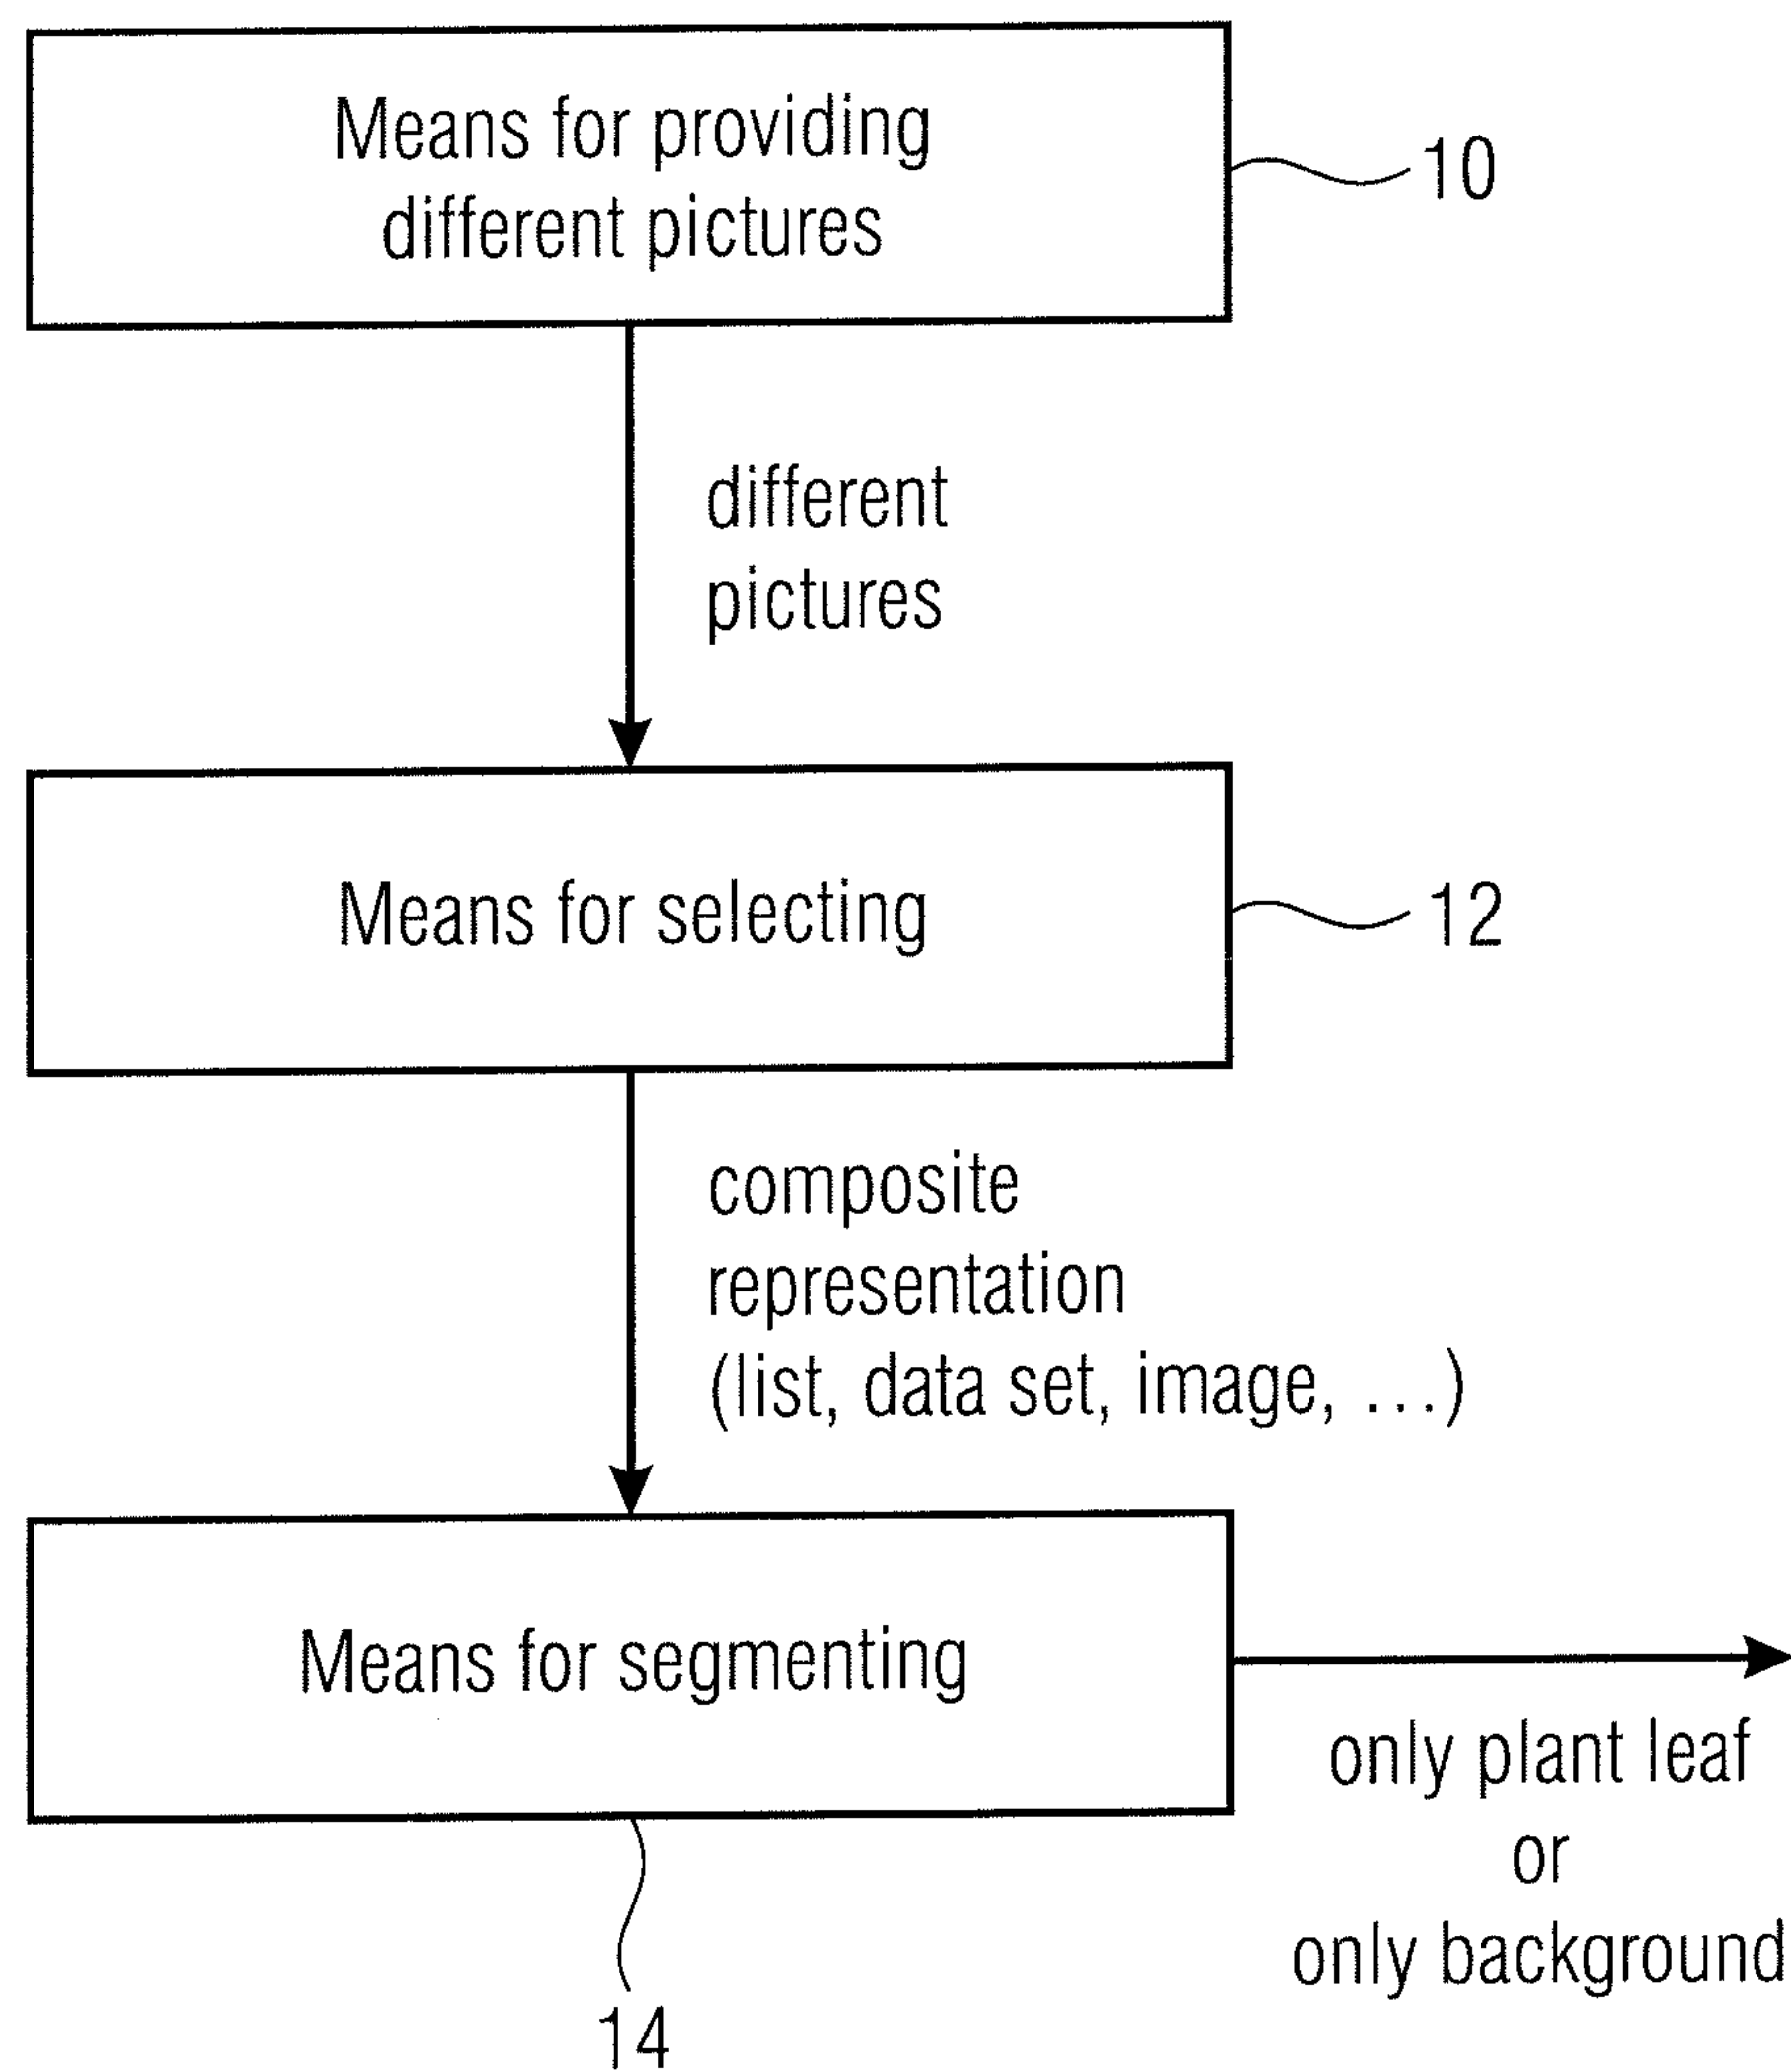 Means for providing
different pictures
10
different
pictures
Means for selecting
12
composite
representation
(list, data set, image, ...)
Means for segmenting
only plant leaf
or
only background
14